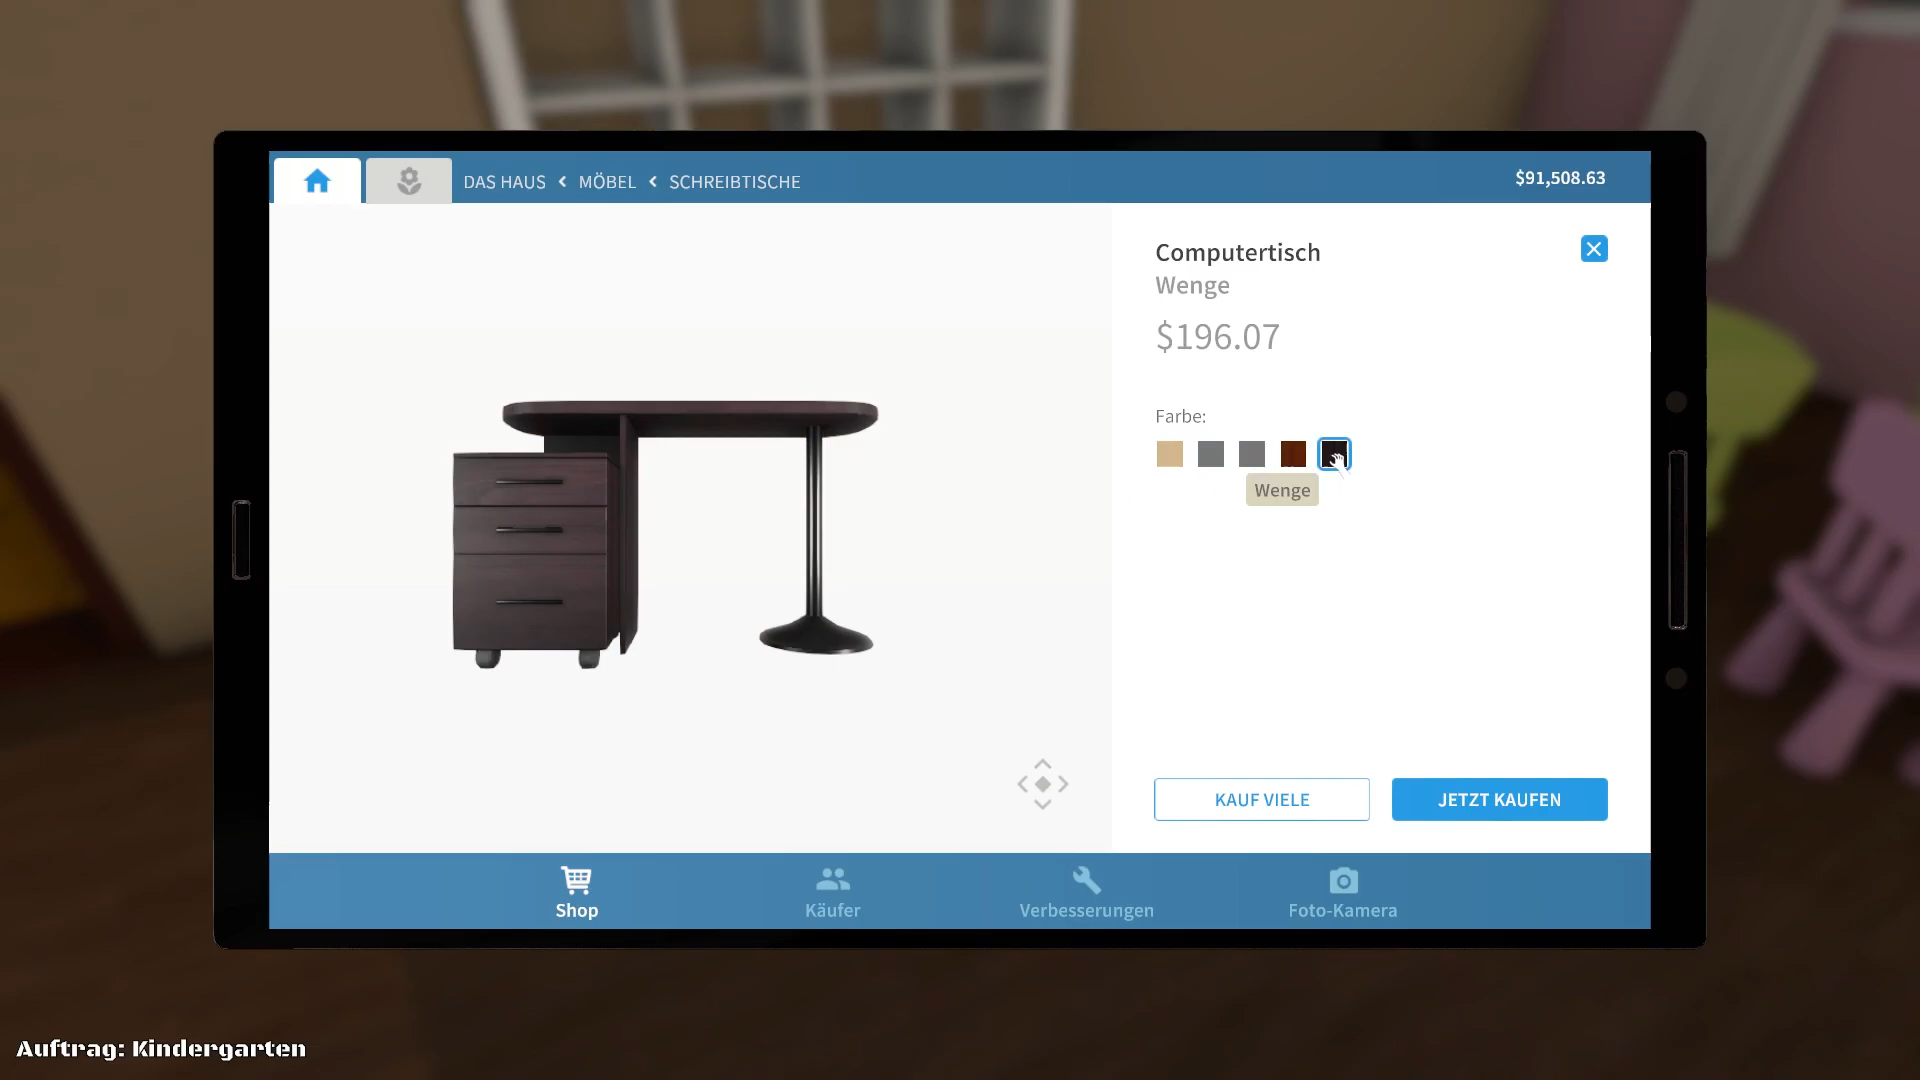 DAS HAUS < MÖBEL < SCHREIBTISCHE
$91,508.63
Computertisch
Wenge
$196.07
Farbe:
Wenge
KAUF VIELE
JETZT KAUFEN
Shop
Käufer
Verbesserungen
Foto-Kamera
Auftrag: Kindergarten